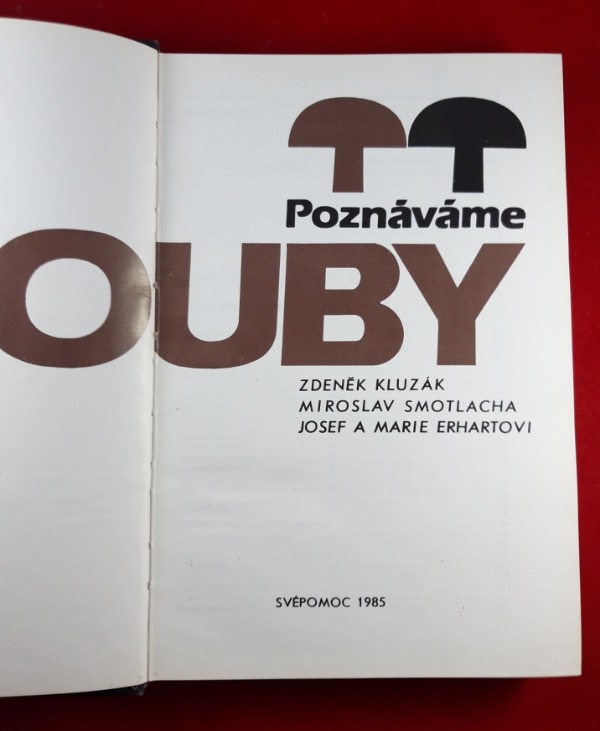 Poznáváme
OUBY
ZDENĚK KLUZÁK
MIROSLAV SMOTLACHA
JOSEF A MARIE ERHARTOVI
SVÉPOMOC 1985